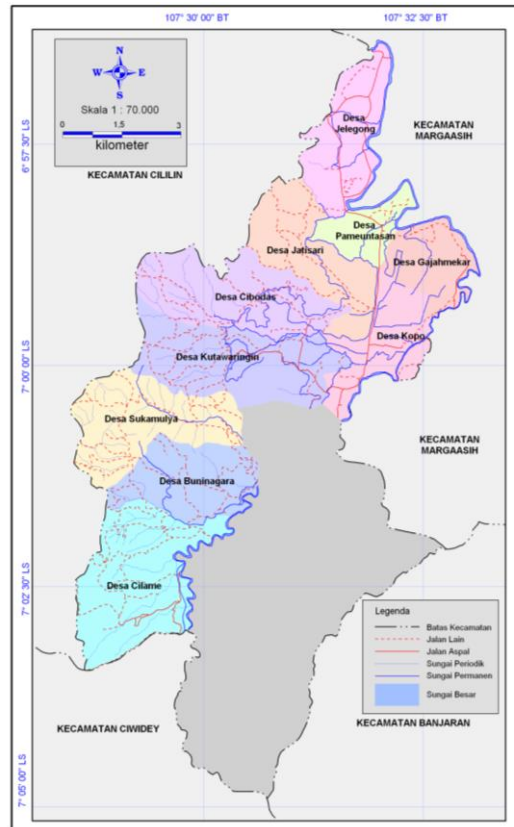 107° 30' 00" BT
107° 32' 30" BT
N
W E
S
Skala 1 : 70.000
0 1.5 3
kilometer
6° 57' 30" LS
KECAMATAN CILILIN
Desa
Jelegong
KECAMATAN
MARGAASIH
Desa
Pameuntasan
Desa Jatisari
Desa Gajahmekar
Desa Cibodas
Desa Kopo
Desa Kutawaringin
7° 00' 00" LS
Desa Sukamulya
KECAMATAN
MARGAASIH
Desa Buninagara
Desa Cilame
7° 02' 30" LS
Legenda
Batas Kecamatan
Jalan Lain
Jalan Aspal
Sungai Periodik
Sungai Permanen
Sungai Besar
KECAMATAN CIWIDEY
KECAMATAN BANJARAN
7° 05' 00" LS